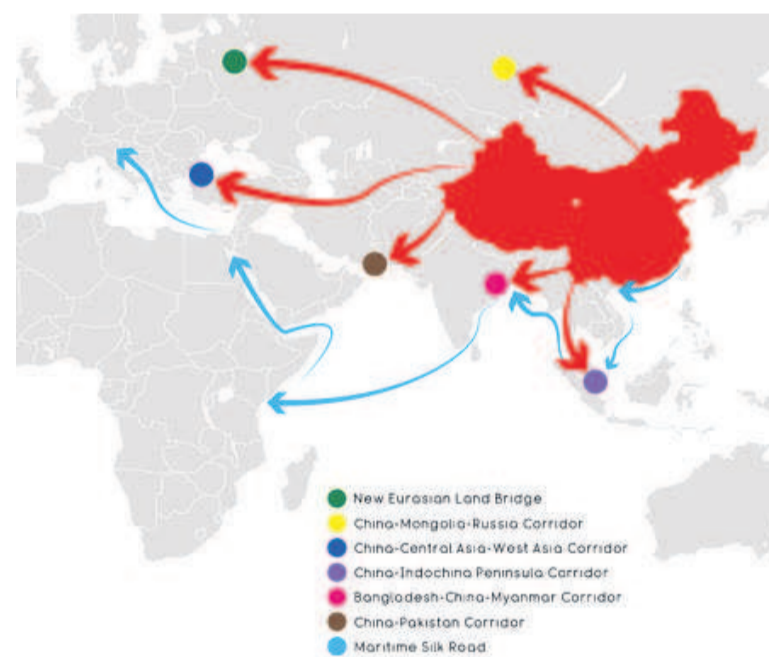 New Eurasian Land Bridge
China-Mongolia-Russia Corridor
China-Central Asia-West Asia Corridor
China-Indochina Peninsula Corridor
Bangladesh-China-Myanmar Corridor
China-Pakistan Corridor
Maritime Silk Road